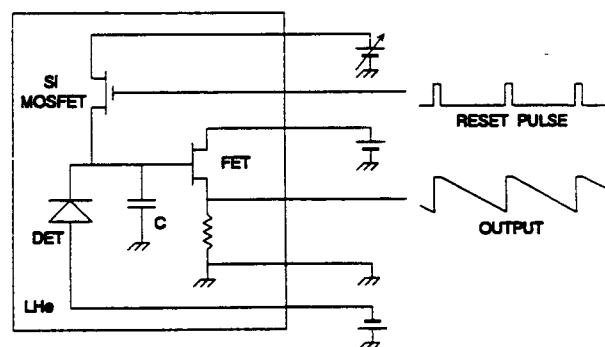 SI
MOSFET
RESET PULSE
FET
DET
C
OUTPUT
LHe